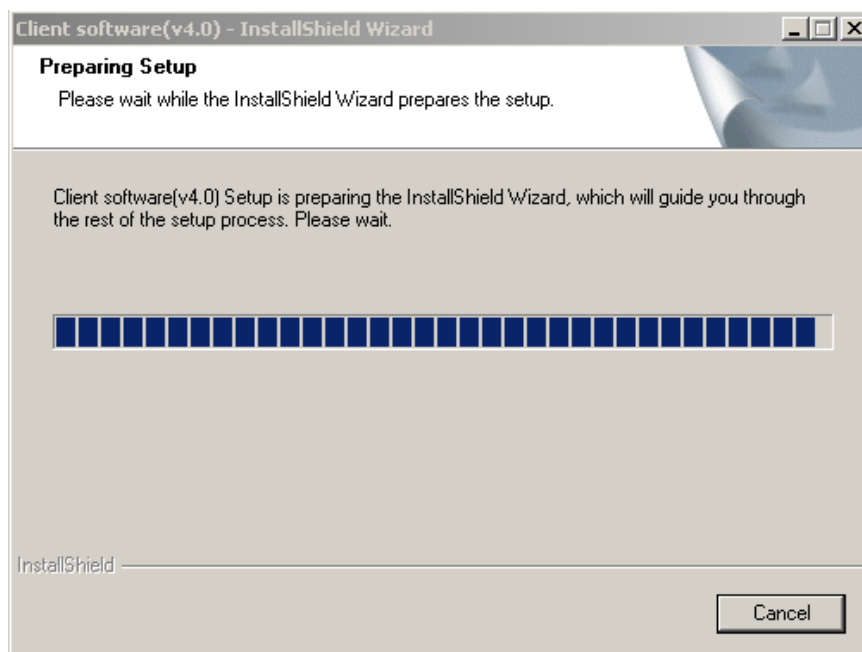 Client software(v4.0) - InstallShield Wizard
Preparing Setup
Please wait while the InstallShield Wizard prepares the setup.
Client software(v4.0) Setup is preparing the InstallShield Wizard, which will guide you through
the rest of the setup process. Please wait.
InstallShield
Cancel